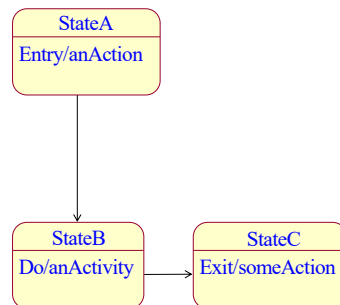 StateA
Entry/anAction
StateB
Do/anActivity
StateC
Exit/someAction